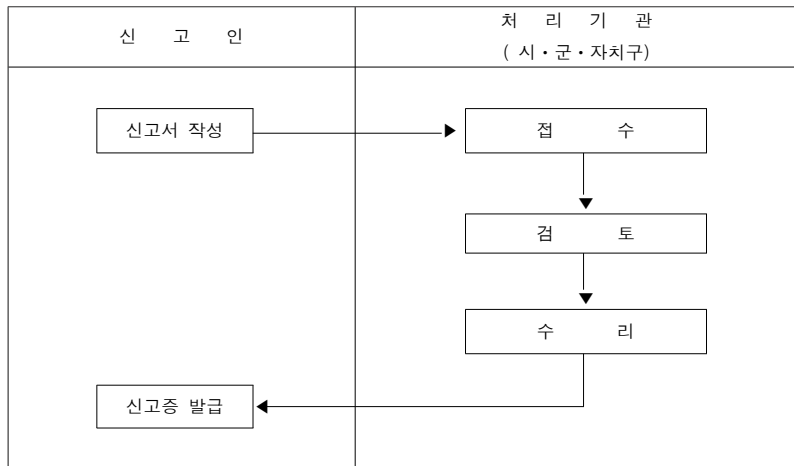 신 고 인
처 리 기 관
( 시·군·자치구)
신고서 작성
접 수
검 토
수 리
신고증 발급